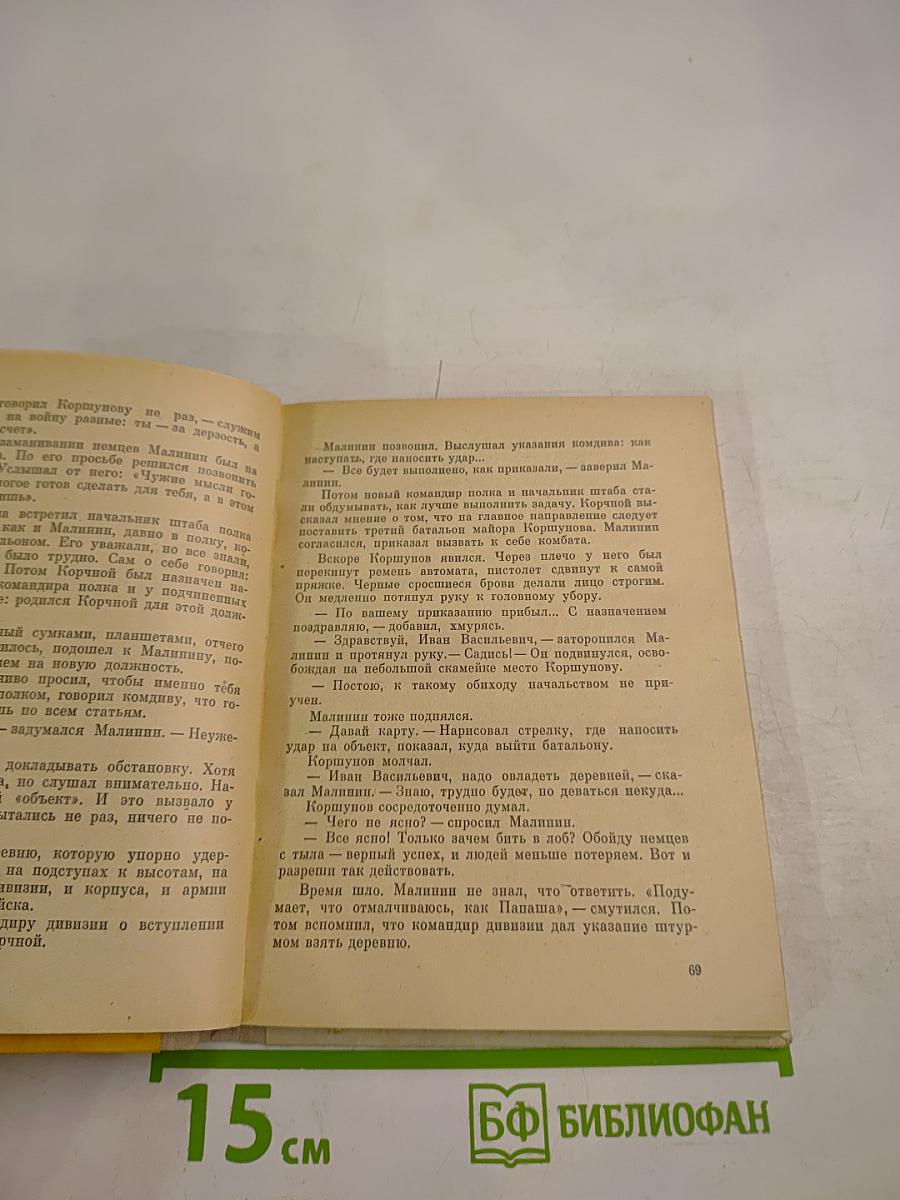 говорил Коршунову не раз, — служим
на войну разные: ты — за дерзость, а
счет».
заманивании немцев Малинин был на
а. По его просьбе решился позвонить
Услышал от него: «Чужие мысли го-
ногое готов сделать для тебя, а в этом
ишь».
на встретил начальник штаба полка
как и Малинин, давно в полку, ко-
льоном. Его уважали, но все знали,
было трудно. Сам о себе говорил:
Потом Корчной был назначен на-
командира полка и у подчиненных
е: родился Корчной для этой долж-
ный сумками, планшетами, отчего
илось, подошел к Малинину, по-
ием на новую должность.
чиво просил, чтобы именно тебя
полком, говорил комдиву, что го-
шь по всем статьям.
— задумался Малинин. — Неуже-
докладывать обстановку. Хотя
а, но слушал внимательно. На-
й «объект». И это вызвало у
ытались не раз, ничего не по-
евню, которую упорно удер-
на подступах к высотам, на
ивизии, и корпуса, и армии
йска.
диру дивизии о вступлении
рчной.
Малинин позвонил. Выслушал указания комдива: как
наступать, где наносить удар...
— Все будет выполнено, как приказали, — заверил Ма-
линин.
Потом новый командир полка и начальник штаба ста-
ли обдумывать, как лучше выполнить задачу. Корчной вы-
сказал мнение о том, что на главное направление следует
поставить третий батальон майора Коршунова. Малинин
согласился, приказал вызвать к себе комбата.
Вскоре Коршунов явился. Через плечо у него был
перекинут ремень автомата, пистолет сдвинут к самой
пряжке. Черные сросшиеся брови делали лицо строгим.
Он медленно потянул руку к головному убору.
— По вашему приказанию прибыл... С назначением
поздравляю, — добавил, хмурясь.
— Здравствуй, Иван Васильевич, — заторопился Ма-
линин и протянул руку. — Садись! — Он подвинулся, осво-
бождая на небольшой скамейке место Коршунову.
— Постою, к такому обиходу начальством не при-
учен.
Малинин тоже поднялся.
— Давай карту. — Нарисовал стрелку, где наносить
удар на объект, показал, куда выйти батальону.
Коршунов молчал.
— Иван Васильевич, надо овладеть деревней, — ска-
зал Малинин. — Знаю, трудно будет, но деваться некуда...
Коршунов сосредоточенно думал.
— Чего не ясно? — спросил Малинин.
— Все ясно! Только зачем бить в лоб? Обойду немцев
с тыла — верный успех, и людей меньше потеряем. Вот и
разреши так действовать.
Время шло. Малинин не знал, что ответить. «Поду-
мает, что отмалчиваюсь, как Папаша», — смутился. По-
том вспомнил, что командир дивизии дал указание штур-
мом взять деревню.
69
15 см
БФ БИБЛИОФАН